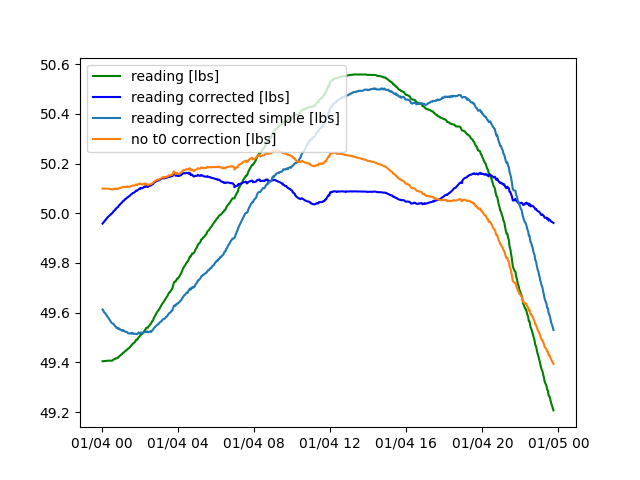 50.6
50.4
50.2
50.0
49.8
49.6
49.4
49.2
reading [lbs]
reading corrected [lbs]
reading corrected simple [lbs]
no t0 correction [lbs]
01/04 00 01/04 04 01/04 08 01/04 12 01/04 16 01/04 20 01/05 00